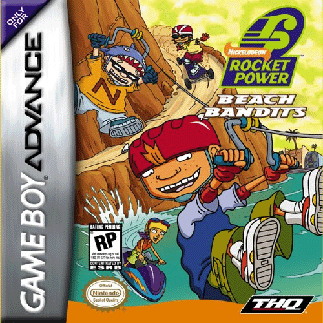 ONLY
FOR
GAME BOY ADVANCE
NICKELODEON
ROCKET
POWER
BEACH
BANDITS
N
RATING PENDING
RP
ESRB
Official
Nintendo
Seal of Quality
THQ